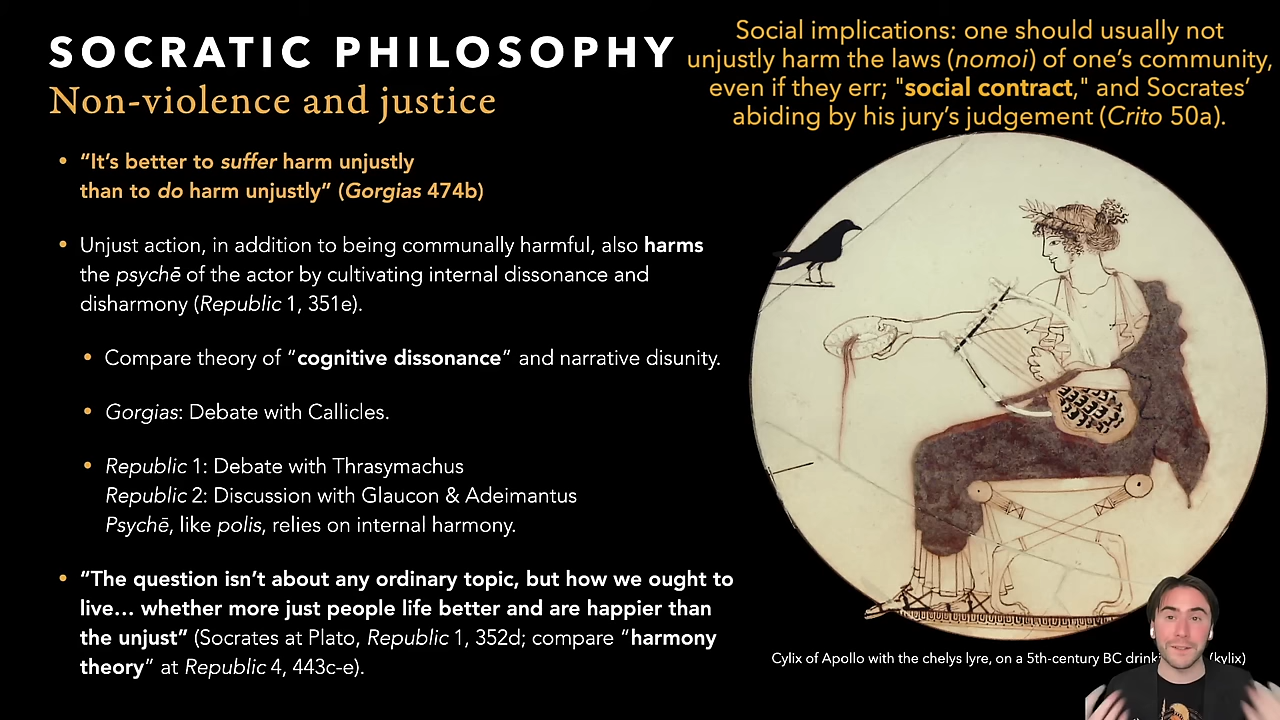 SOCRATIC PHILOSOPHY
Non-violence and justice
Social implications: one should usually not
unjustly harm the laws (nomoi) of one’s community,
even if they err; "social contract," and Socrates’
abiding by his jury’s judgement (Crito 50a).
• “It’s better to suffer harm unjustly
than to do harm unjustly” (Gorgias 474b)
• Unjust action, in addition to being communally harmful, also harms
the psychē of the actor by cultivating internal dissonance and
disharmony (Republic 1, 351e).
• Compare theory of “cognitive dissonance” and narrative disunity.
• Gorgias: Debate with Callicles.
• Republic 1: Debate with Thrasymachus
Republic 2: Discussion with Glaucon & Adeimantus
Psychē, like polis, relies on internal harmony.
• “The question isn’t about any ordinary topic, but how we ought to
live… whether more just people life better and are happier than
the unjust” (Socrates at Plato, Republic 1, 352d; compare “harmony
theory” at Republic 4, 443c-e).
Cylix of Apollo with the chelys lyre, on a 5th-century BC (kylix)